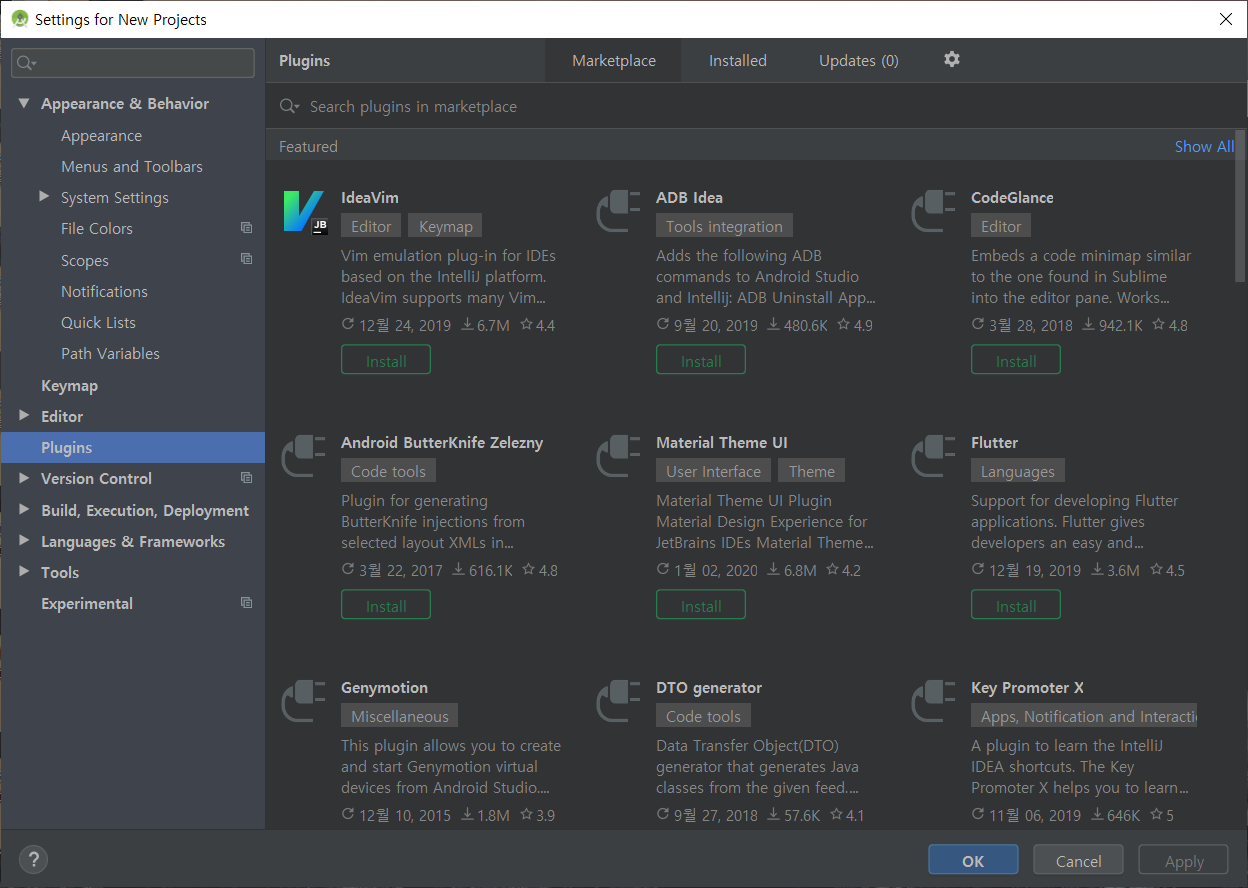 Settings for New Projects
Appearance & Behavior
Appearance
Menus and Toolbars
System Settings
File Colors
Scopes
Notifications
Quick Lists
Path Variables
Keymap
Editor
Plugins
Version Control
Build, Execution, Deployment
Languages & Frameworks
Tools
Experimental
Plugins Marketplace Installed Updates (0)
Search plugins in marketplace
Featured Show All
JB
IdeaVim
Editor Keymap
Vim emulation plug-in for IDEs
based on the IntelliJ platform.
IdeaVim supports many Vim...
12월 24, 2019 6.7M 4.4
Install
ADB Idea
Tools integration
Adds the following ADB
commands to Android Studio
and Intellij: ADB Uninstall App...
9월 20, 2019 480.6K 4.9
Install
CodeGlance
Editor
Embeds a code minimap similar
to the one found in Sublime
into the editor pane. Works...
3월 28, 2018 942.1K 4.8
Install
Android ButterKnife Zelezny
Code tools
Plugin for generating
ButterKnife injections from
selected layout XMLs in...
3월 22, 2017 616.1K 4.8
Install
Material Theme UI
User Interface Theme
Material Theme UI Plugin
Material Design Experience for
JetBrains IDEs Material Theme...
1월 02, 2020 6.8M 4.2
Install
Flutter
Languages
Support for developing Flutter
applications. Flutter gives
developers an easy and...
12월 19, 2019 3.6M 4.5
Install
Genymotion
Miscellaneous
This plugin allows you to create
and start Genymotion virtual
devices from Android Studio....
12월 10, 2015 1.8M 3.9
DTO generator
Code tools
Data Transfer Object(DTO)
generator that generates Java
classes from the given feed....
9월 27, 2018 57.6K 4.1
Key Promoter X
Apps, Notification and Interacti
A plugin to learn the IntelliJ
IDEA shortcuts. The Key
Promoter X helps you to learn...
11월 06, 2019 646K 5
? OK Cancel Apply